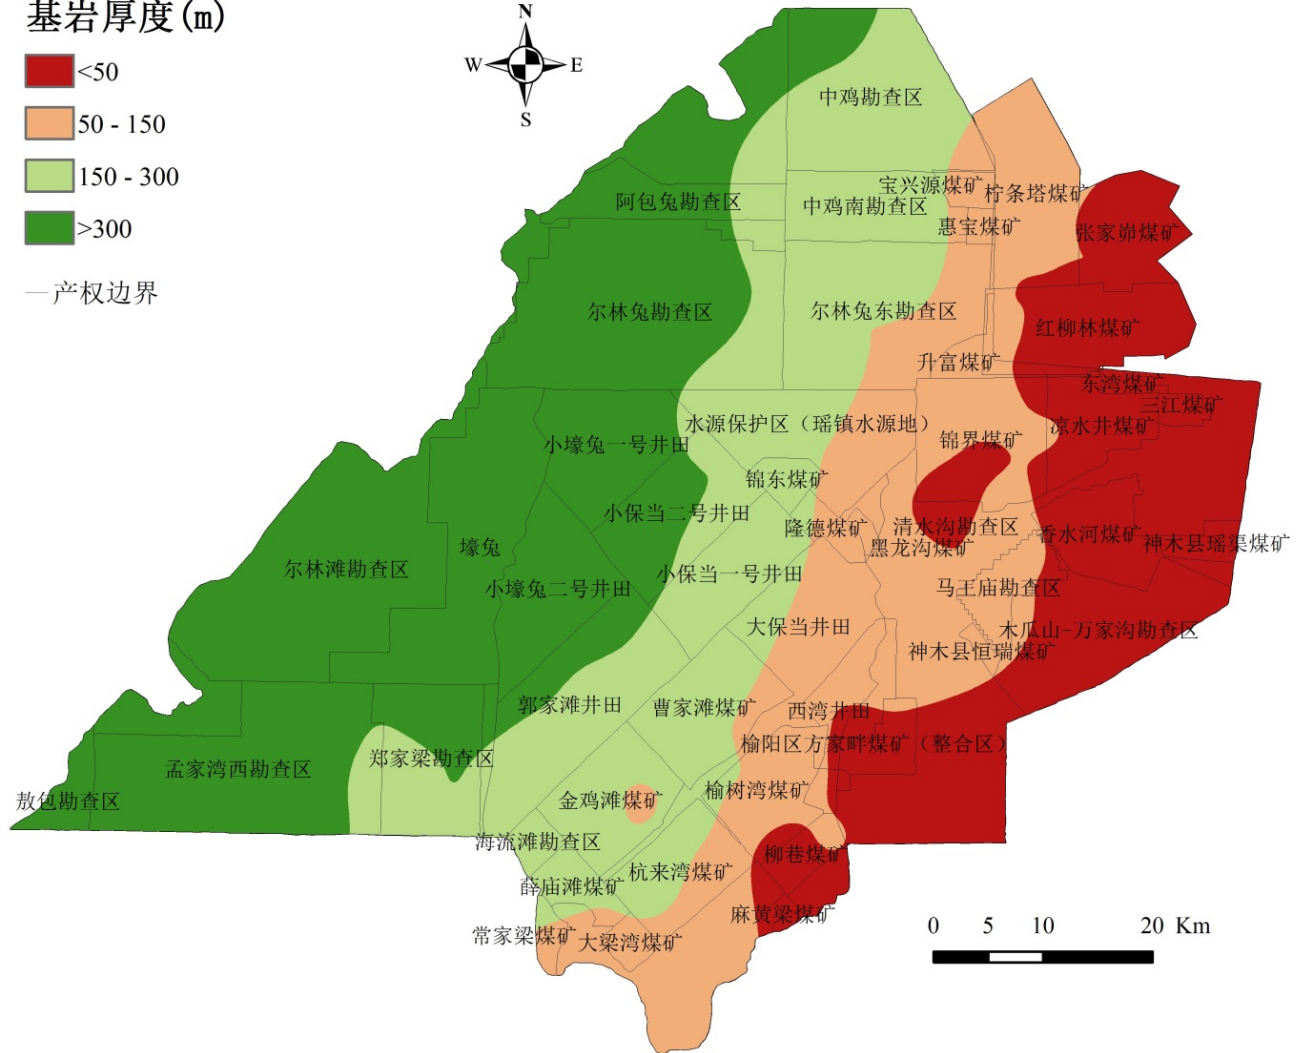 基岩厚度(m)
<50
50 - 150
150 - 300
>300
产权边界
N
W
E
S
中鸡勘查区
宝兴源煤矿
柠条塔煤矿
阿包兔勘查区
中鸡南勘查区
惠宝煤矿
张家峁煤矿
尔林兔勘查区
尔林兔东勘查区
红柳林煤矿
升富煤矿
东湾煤矿
三江煤矿
水源保护区（瑶镇水源地）
凉水井煤矿
小壕兔一号井田
锦界煤矿
锦东煤矿
小保当二号井田
隆德煤矿
清水沟勘查区
香水河煤矿
神木县瑶渠煤矿
壕兔
黑龙沟煤矿
尔林滩勘查区
小保当一号井田
小壕兔二号井田
马王庙勘查区
大保当井田
木瓜山-万家沟勘查区
神木县恒瑞煤矿
郭家滩井田
曹家滩煤矿
西湾井田
榆阳区方家畔煤矿（整合区）
郑家梁勘查区
孟家湾西勘查区
榆树湾煤矿
敖包勘查区
金鸡滩煤矿
海流滩勘查区
柳巷煤矿
杭来湾煤矿
薛庙滩煤矿
麻黄梁煤矿
常家梁煤矿
大梁湾煤矿
0 5 10 20 Km